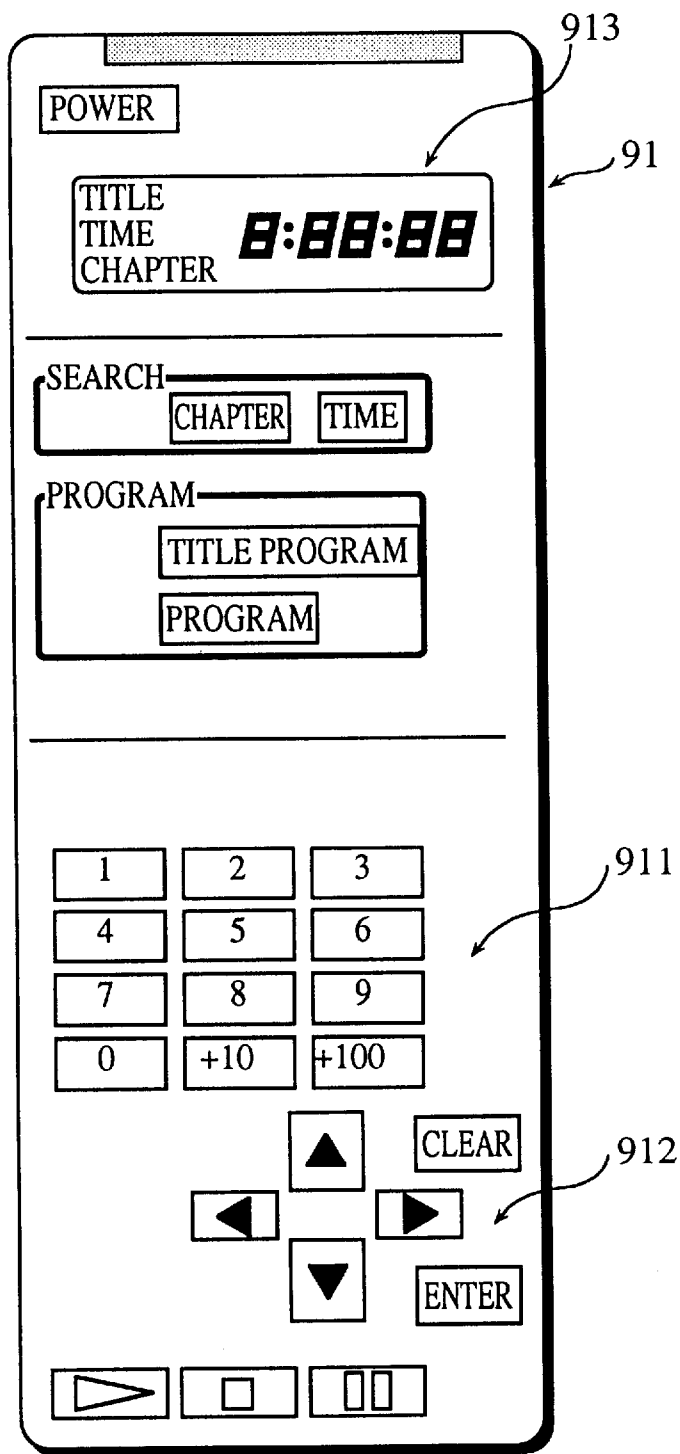 913
POWER
91
TITLE
TIME
CHAPTER
8:88:88
SEARCH
CHAPTER TIME
PROGRAM
TITLE PROGRAM
PROGRAM
1 2 3
911
4 5 6
7 8 9
0 +10 +100
CLEAR
912
ENTER